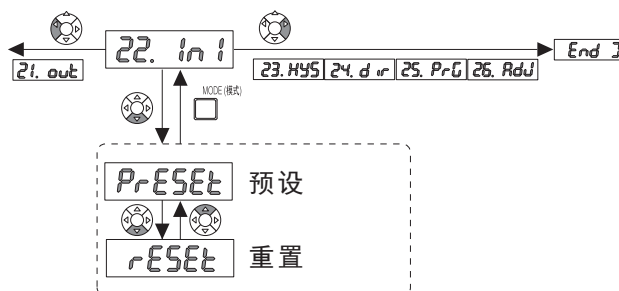 22. In1
End ]
21. out
23. HYS 24. dir 25. PrG 26. AdJ
MODE (模式)
PrESEt 预设
rESEt 重置